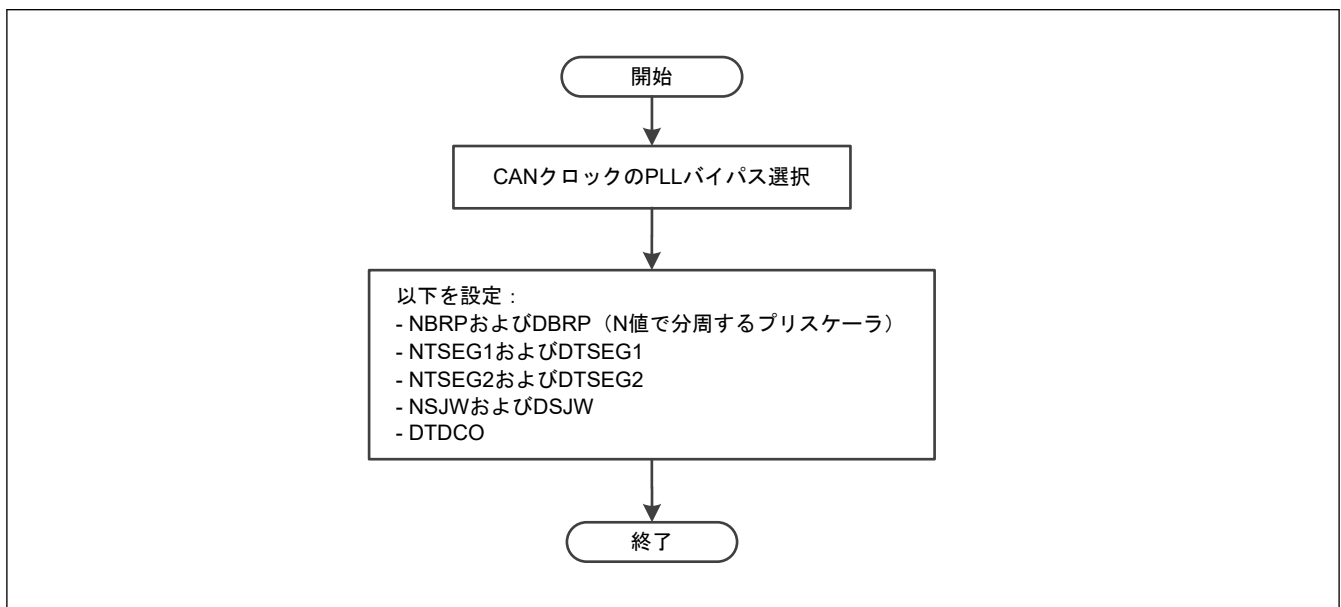 開始
CANクロックのPLLバイパス選択
以下を設定：
- NBRPおよびDBRP（N値で分周するプリスケーラ）
- NTSEG1およびDTSEG1
- NTSEG2およびDTSEG2
- NSJWおよびDSJW
- DTDCO
終了